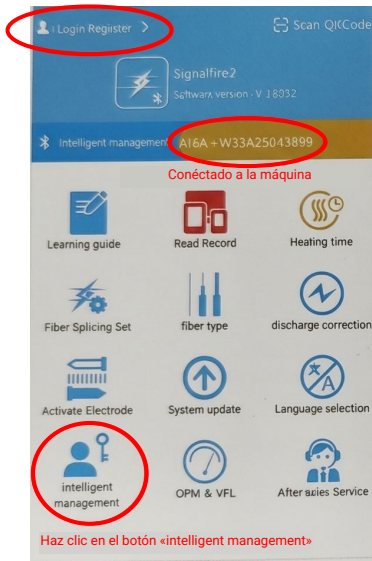 Login Register >
Scan QRCode
Signalfire2
Software version - V 18032
Intelligent management
AI6A+W33A25043899
Conéctado a la máquina
Learning guide
Read Record
Heating time
Fiber Splicing Set
fiber type
discharge correction
Activate Electrode
System update
Language selection
intelligent
management
OPM & VFL
After aries Service
Haz clic en el botón «intelligent management»